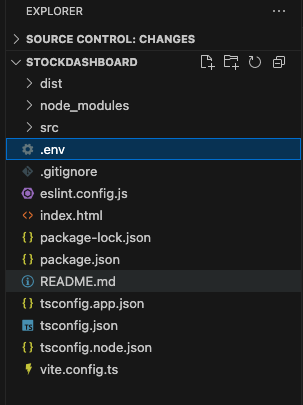 EXPLORER
SOURCE CONTROL: CHANGES
STOCKDASHBOARD
dist
node_modules
src
.env
.gitignore
eslint.config.js
<> index.html
{} package-lock.json
{} package.json
README.md
{} tsconfig.app.json
TS tsconfig.json
{} tsconfig.node.json
vite.config.ts